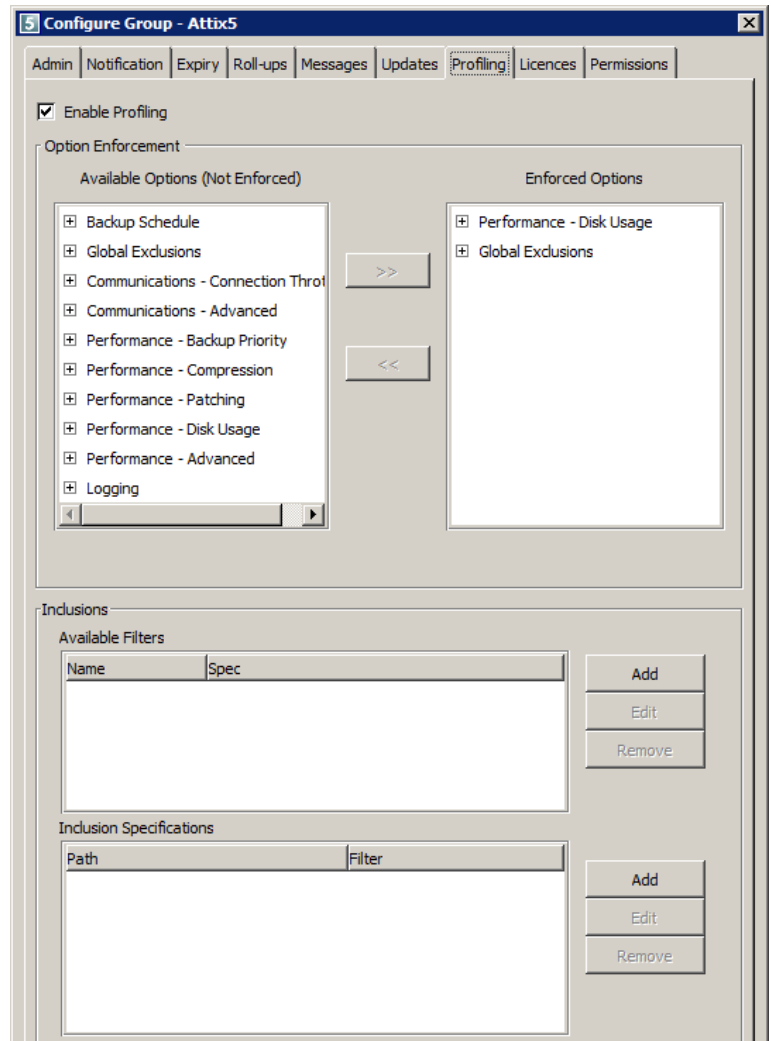 5 Configure Group - Attix5
Admin Notification Expiry Roll-ups Messages Updates Profiling Licences Permissions
Enable Profiling
Option Enforcement
Available Options (Not Enforced)
Enforced Options
Backup Schedule
Global Exclusions
Communications - Connection Throt
Communications - Advanced
Performance - Backup Priority
Performance - Compression
Performance - Patching
Performance - Disk Usage
Performance - Advanced
Logging
>>
<<
Performance - Disk Usage
Global Exclusions
Inclusions
Available Filters
Name Spec
Add
Edit
Remove
Inclusion Specifications
Path Filter
Add
Edit
Remove